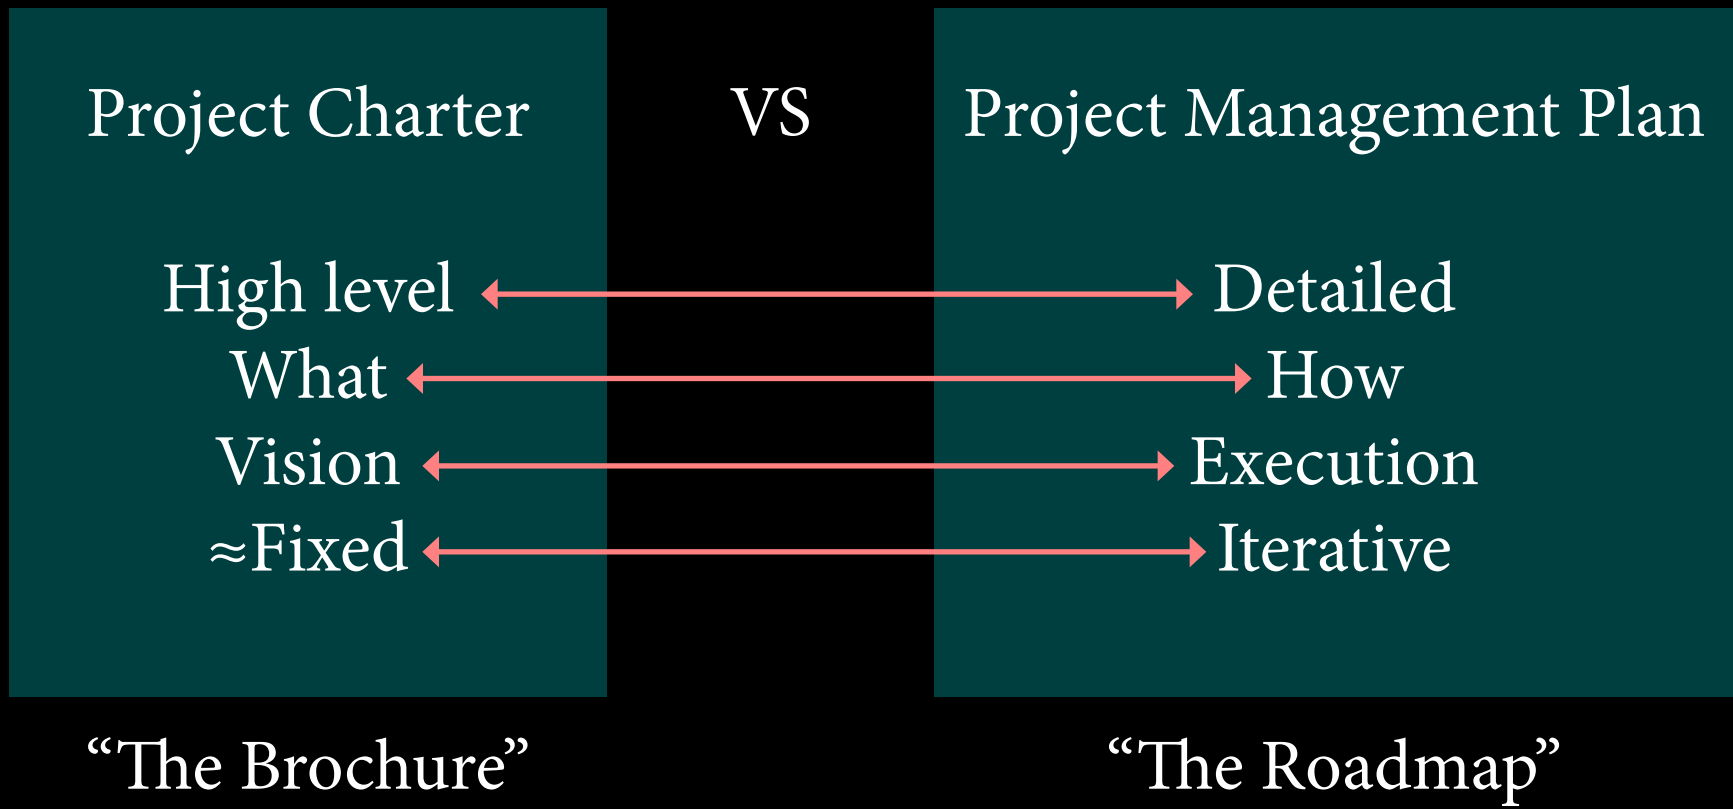 Project Charter VS Project Management Plan
High level Detailed
What How
Vision Execution
≈Fixed Iterative
“The Brochure” “The Roadmap”